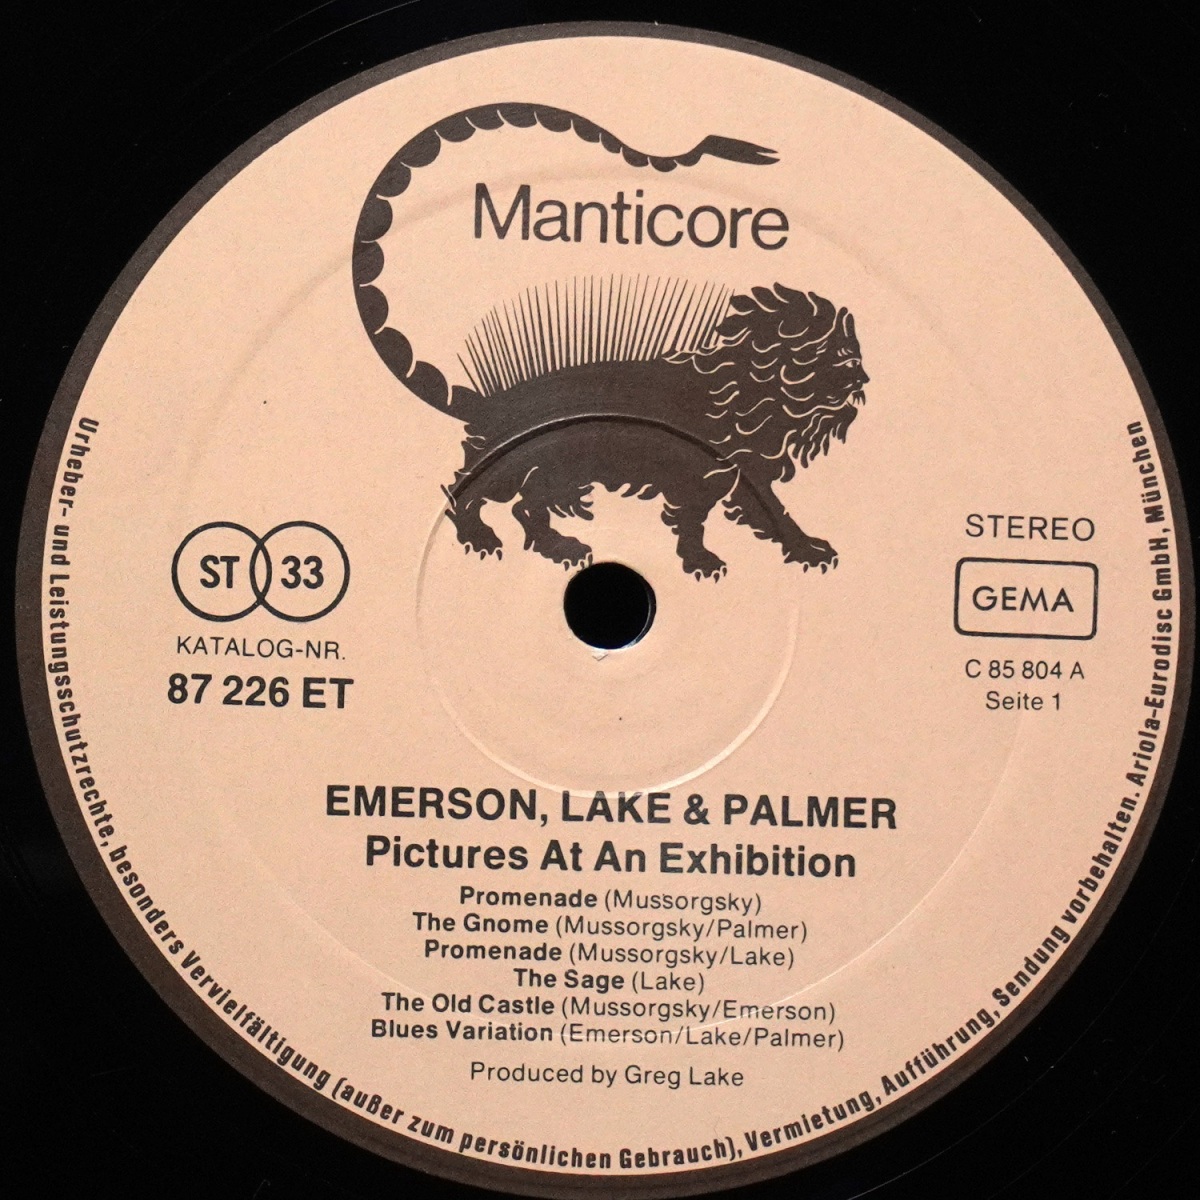 Manticore
ST 33
KATALOG-NR.
87 226 ET
STEREO
GEMA
C 85 804 A
Seite 1
EMERSON, LAKE & PALMER
Pictures At An Exhibition
Promenade (Mussorgsky)
The Gnome (Mussorgsky/Palmer)
Promenade (Mussorgsky/Lake)
The Sage (Lake)
The Old Castle (Mussorgsky/Emerson)
Blues Variation (Emerson/Lake/Palmer)
Produced by Greg Lake
Urheber- und Leistungsschutzrechte, besonders Vervielfältigung (außer zum persönlichen Gebrauch), Vermietung, Aufführung, Sendung vorbehalten. Ariola-Eurodisc GmbH, München